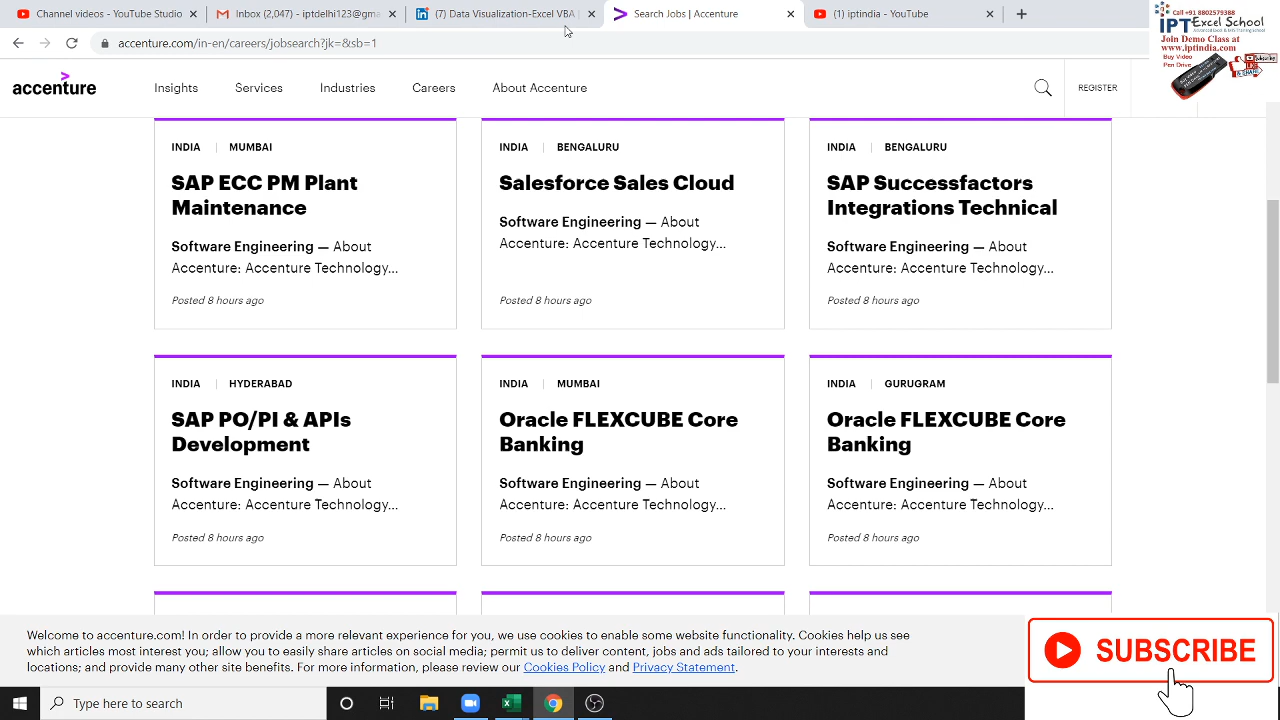 Channel content - YouTube Studio
Inbox (2,047) - iptdelhi123@gmail
(7) Dashboard Excel VBA |
Search Jobs | Accenture
(1) iptindia - YouTube
accenture.com/in-en/careers/jobsearch?jk=&sb=1
Call +91 8802579388
IPT Excel School
Join Demo Class at
www.iptindia.com
Buy Video
Pen Drive
accenture
Insights
Services
Industries
Careers
About Accenture
REGISTER
INDIA | MUMBAI
SAP ECC PM Plant
Maintenance
Software Engineering — About
Accenture: Accenture Technology...
Posted 8 hours ago
INDIA | BENGALURU
Salesforce Sales Cloud
Software Engineering — About
Accenture: Accenture Technology...
Posted 8 hours ago
INDIA | BENGALURU
SAP Successfactors
Integrations Technical
Software Engineering — About
Accenture: Accenture Technology...
Posted 8 hours ago
INDIA | HYDERABAD
SAP PO/PI & APIs
Development
Software Engineering — About
Accenture: Accenture Technology...
Posted 8 hours ago
INDIA | MUMBAI
Oracle FLEXCUBE Core
Banking
Software Engineering — About
Accenture: Accenture Technology...
Posted 8 hours ago
INDIA | GURUGRAM
Oracle FLEXCUBE Core
Banking
Software Engineering — About
Accenture: Accenture Technology...
Posted 8 hours ago
Welcome to accenture.com! In order to provide a more relevant experience for you, we use cookies to enable some website functionality. Cookies help us see
which articles most interest you; allow you to easily share articles on social media; permit us to deliver content, jobs and ads tailored to your interests and
locations; and provide many other site benefits. For more information, please review our Cookies Policy and Privacy Statement.
SUBSCRIBE
Type here to search